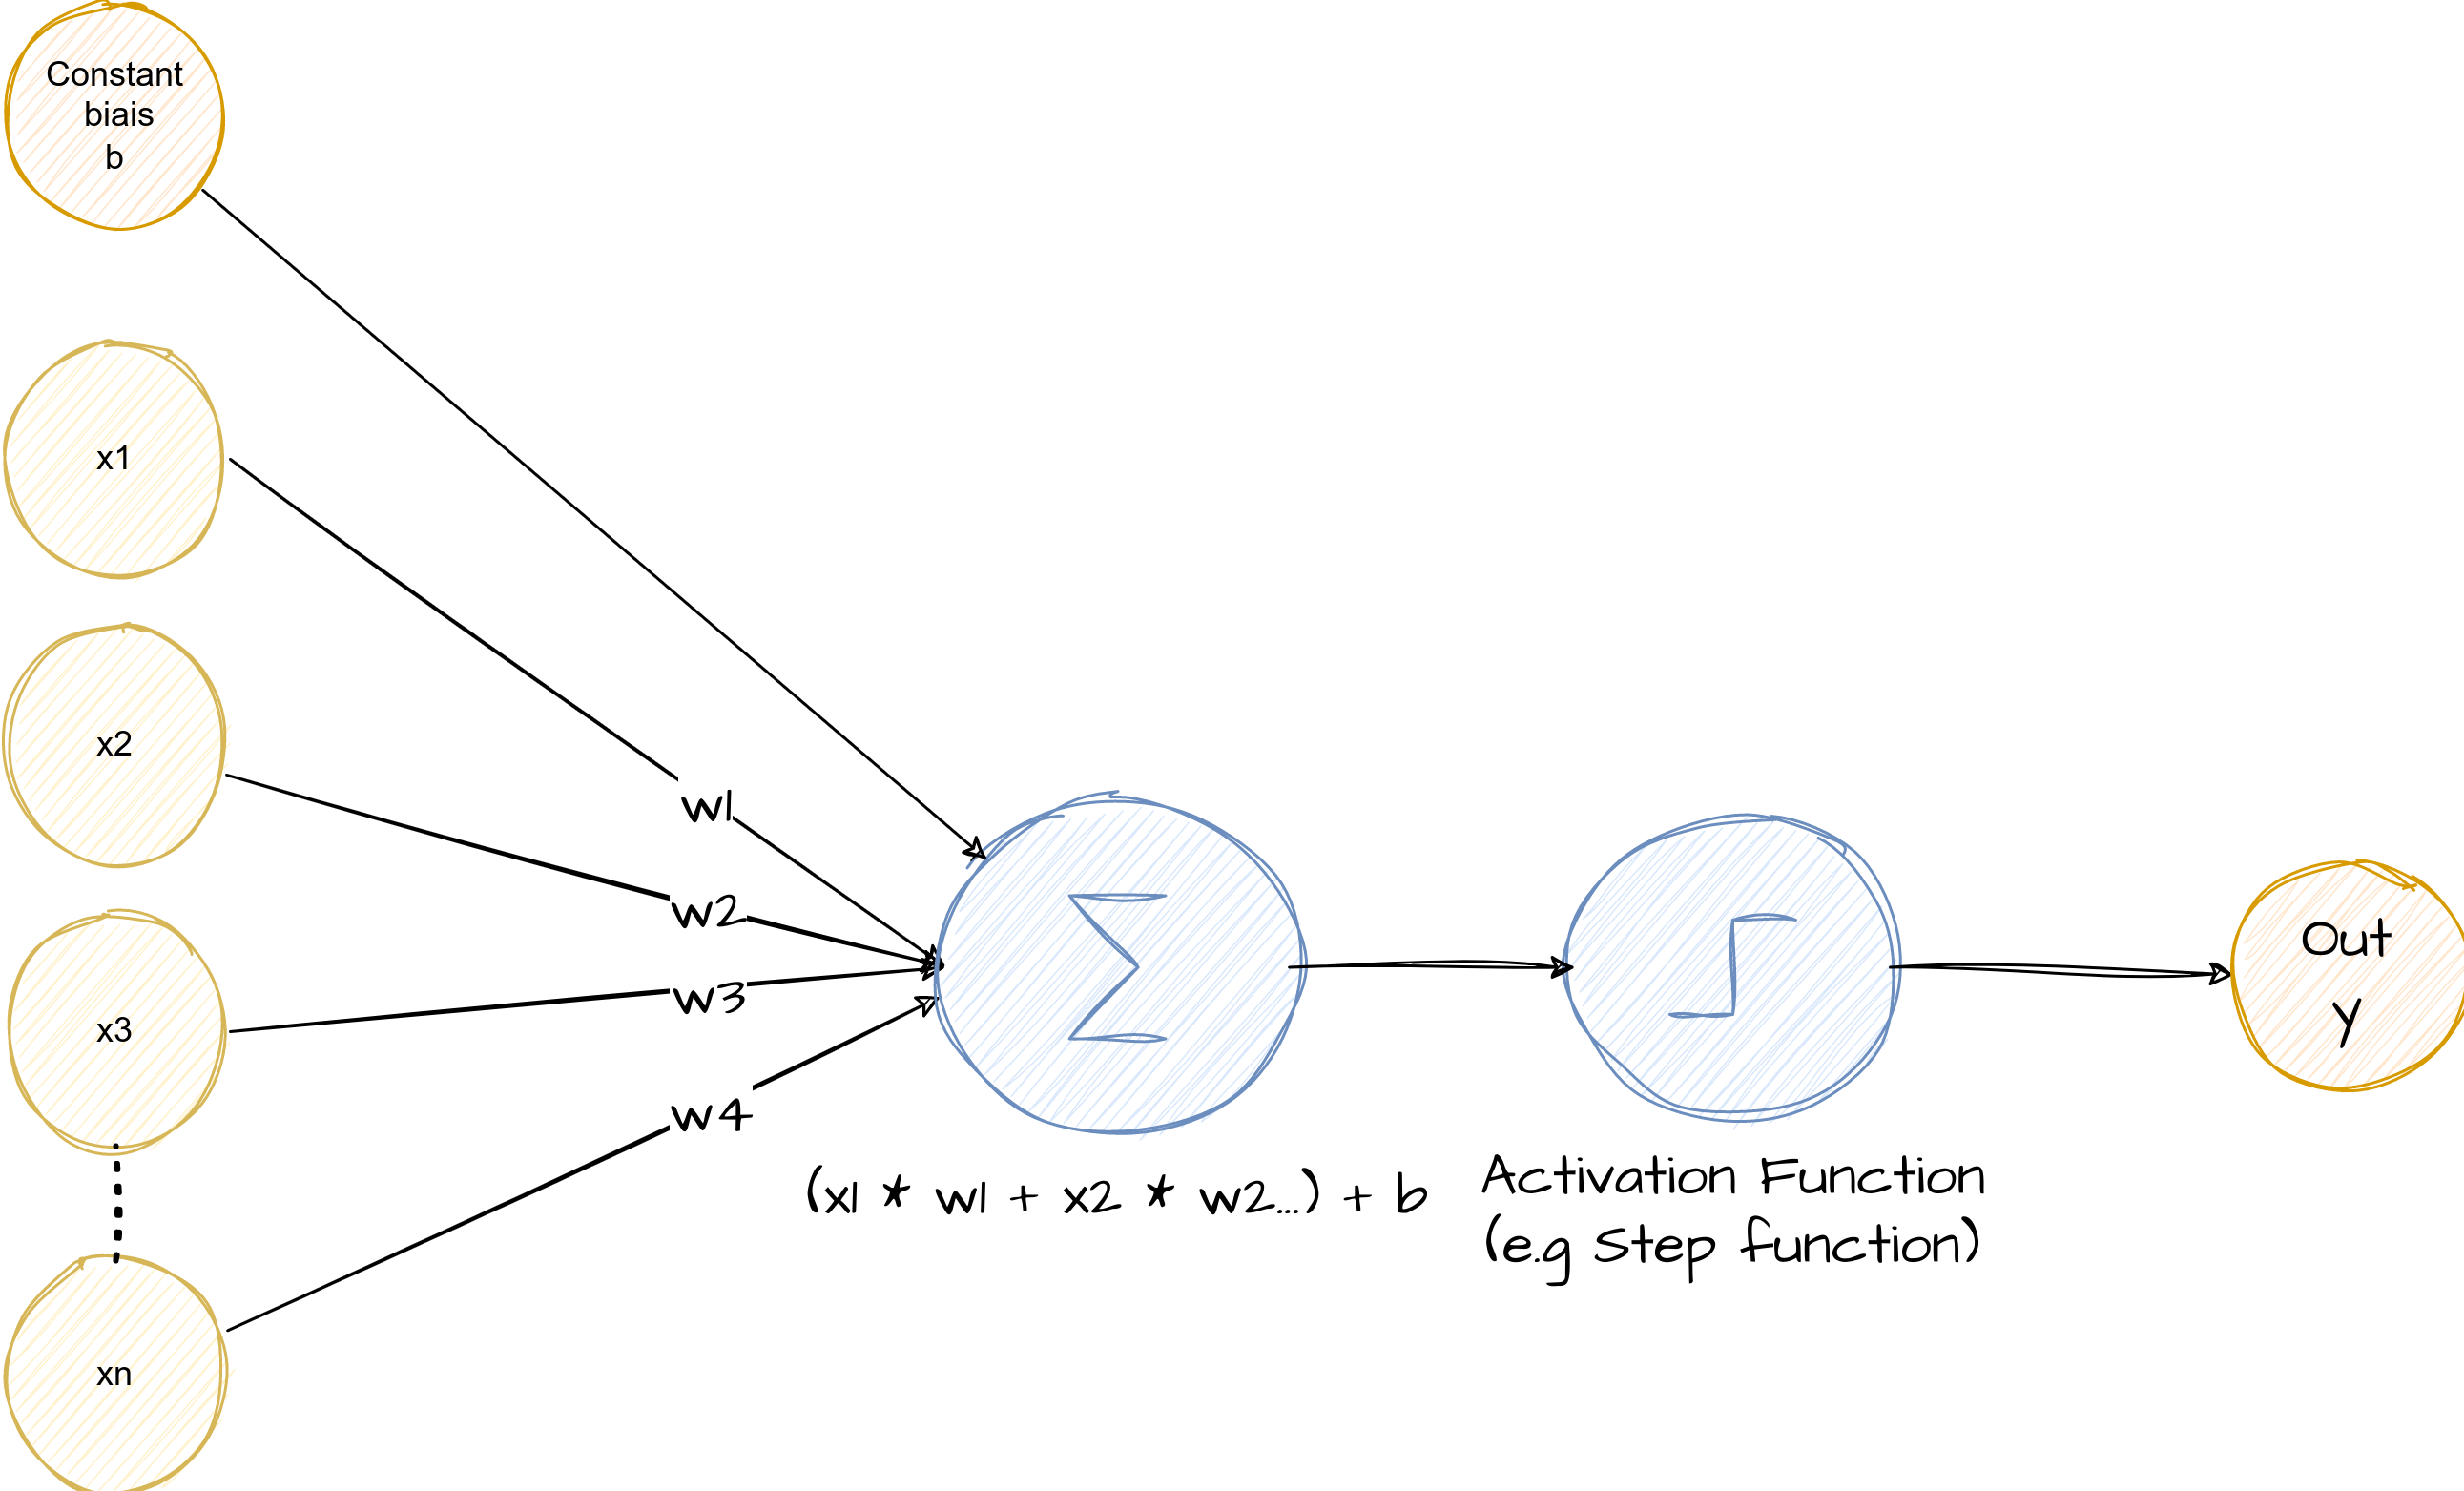 Constant
biais
b
x1
x2
x3
xn
w1
w2
w3
w4
Σ
(x1 * w1 + x2 * w2...) + b
Activation Function
(e.g Step function)
Out
y